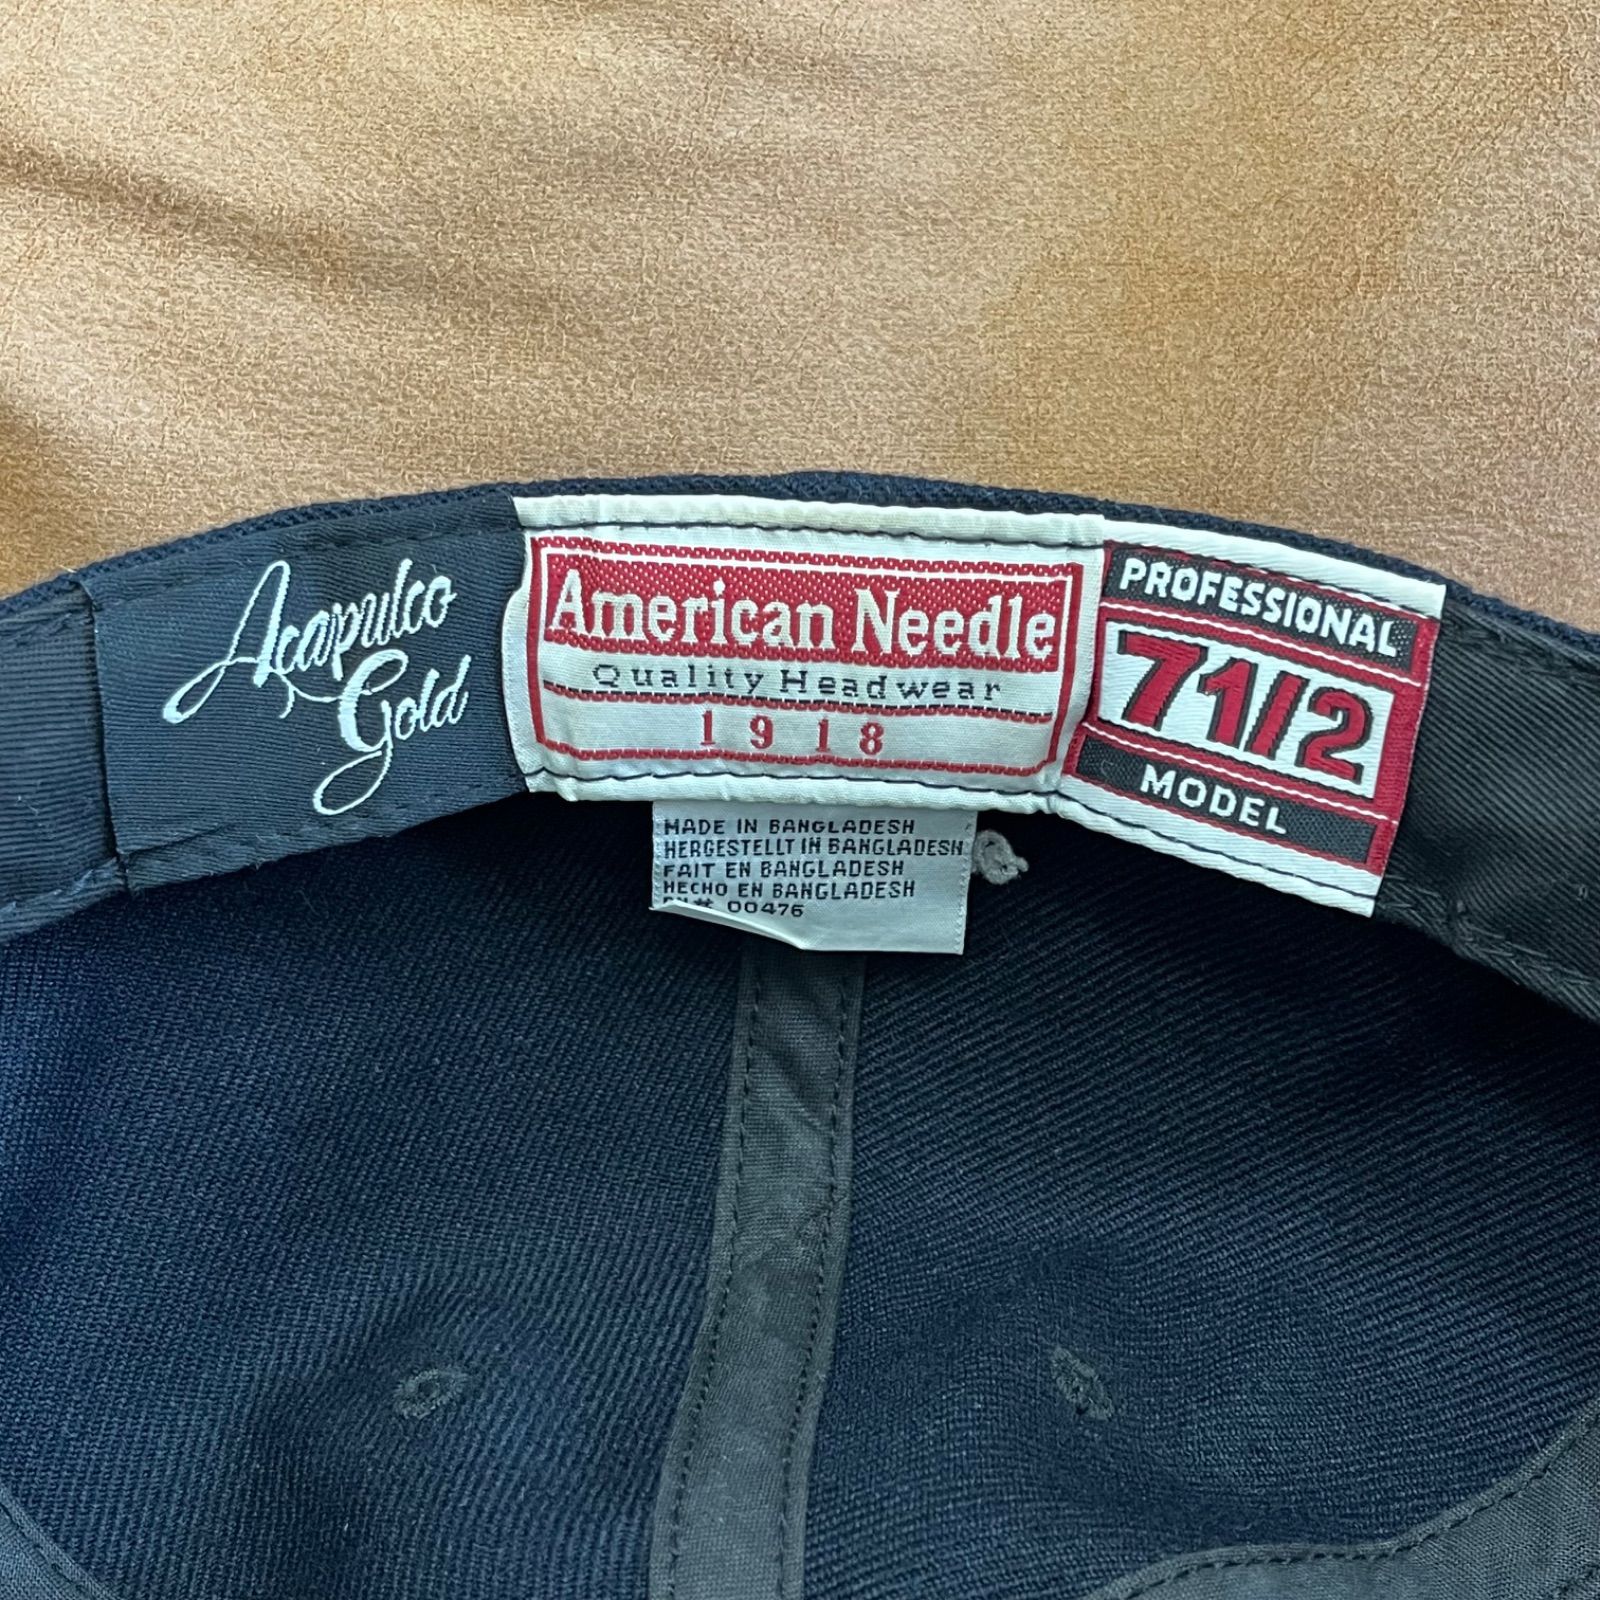 Acapulco
Gold
American Needle
Quality Headwear
1918
PROFESSIONAL
7 1/2
MODEL
MADE IN BANGLADESH
HERGESTELLT IN BANGLADESH
FAIT EN BANGLADESH
HECHO EN BANGLADESH
00476